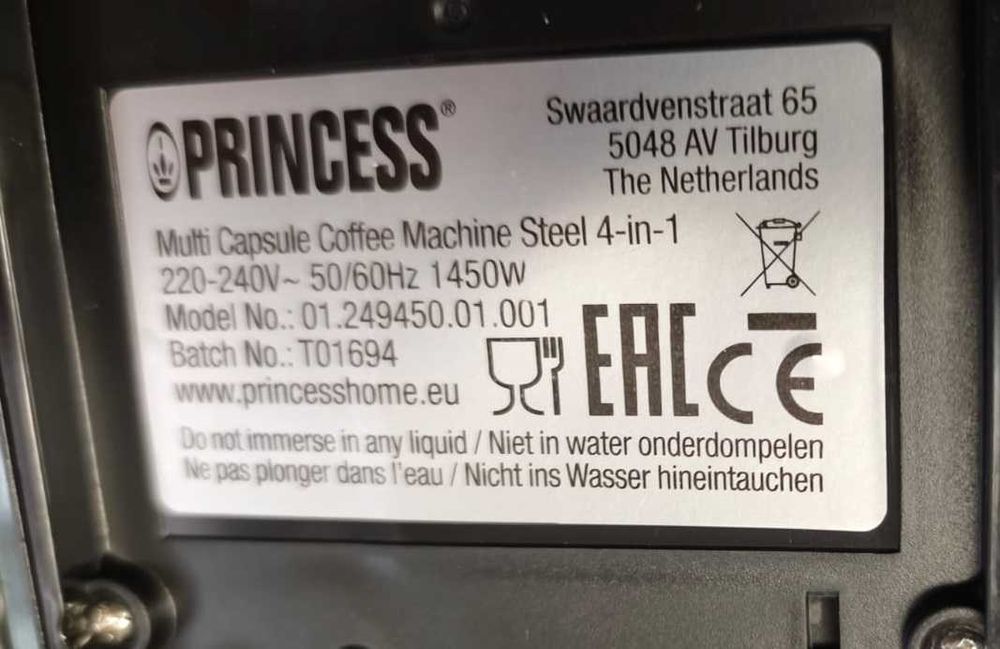 PRINCESS®
Swaardvenstraat 65
5048 AV Tilburg
The Netherlands
Multi Capsule Coffee Machine Steel 4-in-1
220-240V~ 50/60Hz 1450W
Model No.: 01.249450.01.001
Batch No.: T01694
www.princesshome.eu
EAC CE
Do not immerse in any liquid / Niet in water onderdompelen
Ne pas plonger dans l'eau / Nicht ins Wasser hineintauchen